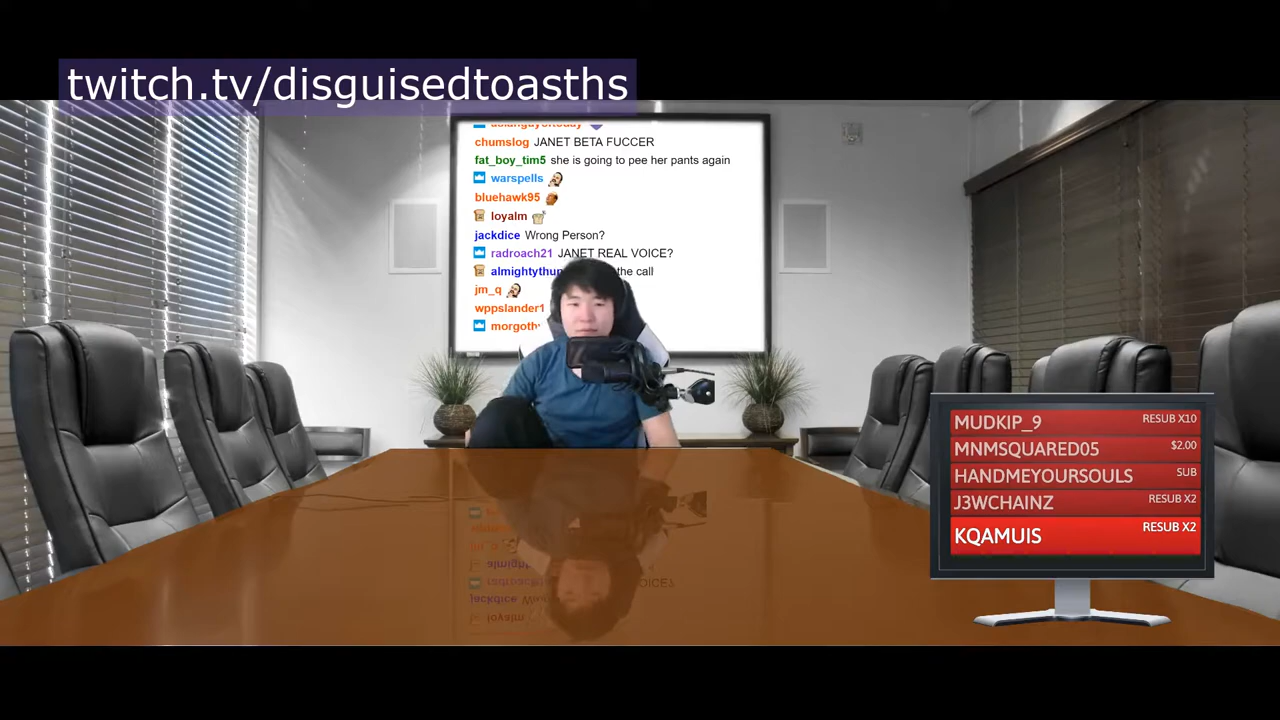 twitch.tv/disguisedtoasths
chumslog JANET BETA FUCCER
fat_boy_tim5 she is going to pee her pants again
warspells
bluehawk95
loyalm
jackdice Wrong Person?
radroach21 JANET REAL VOICE?
the call
jm_q
wppslander1
MUDKIP_9 RESUB X10
MNMSQUARED05 $2.00
HANDMEYOURSOULS SUB
J3WCHAINZ RESUB X2
KQAMUIS RESUB X2